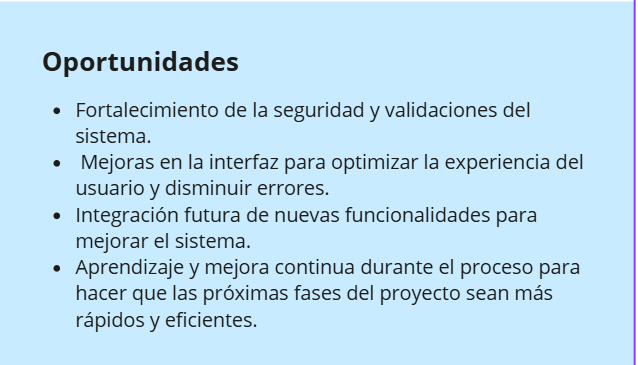 Oportunidades
• Fortalecimiento de la seguridad y validaciones del
sistema.
• Mejoras en la interfaz para optimizar la experiencia del
usuario y disminuir errores.
• Integración futura de nuevas funcionalidades para
mejorar el sistema.
• Aprendizaje y mejora continua durante el proceso para
hacer que las próximas fases del proyecto sean más
rápidos y eficientes.